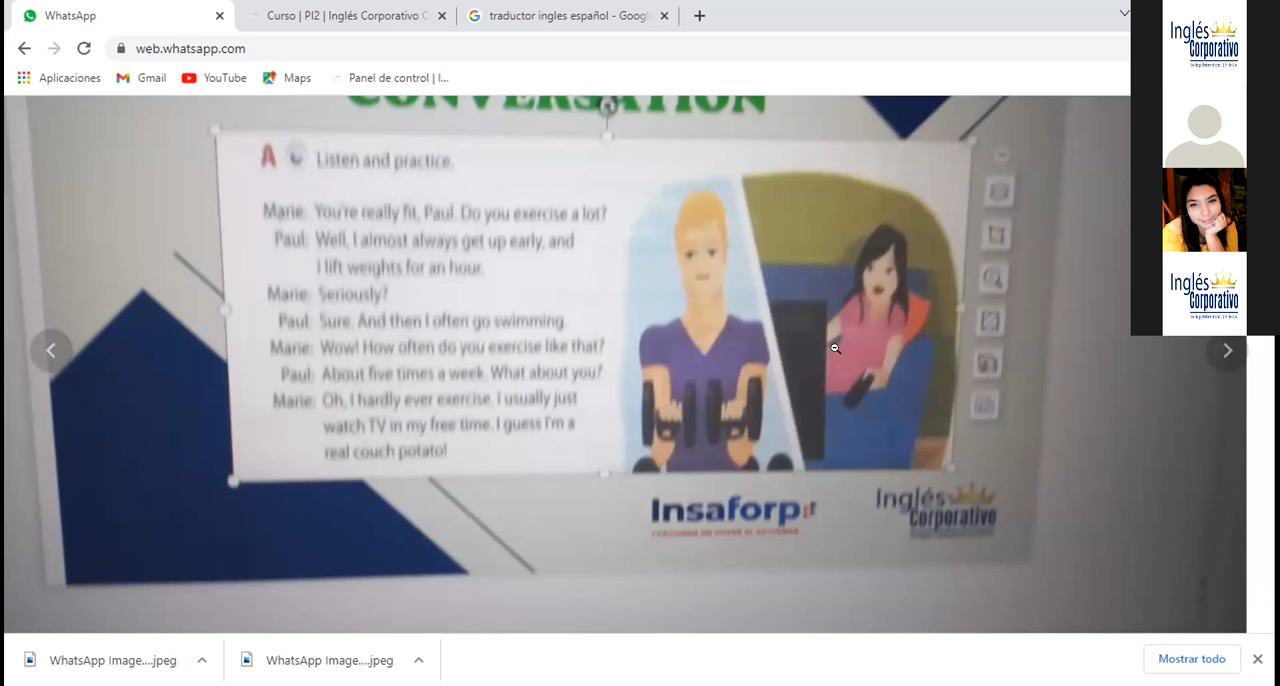 WhatsApp
Curso | PI2 | Inglés Corporativo C
traductor ingles español - Googl
web.whatsapp.com
Aplicaciones
Gmail
YouTube
Maps
Panel de control | I...
CONVERSATION
A Listen and practice.
Marie: You're really fit, Paul. Do you exercise a lot?
Paul: Well, I almost always get up early, and
I lift weights for an hour.
Marie: Seriously?
Paul: Sure. And then I often go swimming.
Marie: Wow! How often do you exercise like that?
Paul: About five times a week. What about you?
Marie: Oh, I hardly ever exercise. I usually just
watch TV in my free time. I guess I'm a
real couch potato!
Insaforp
Inglés
Corporativo
Inglés
Corporativo
Inglés
Corporativo
WhatsApp Image....jpeg
WhatsApp Image....jpeg
Mostrar todo